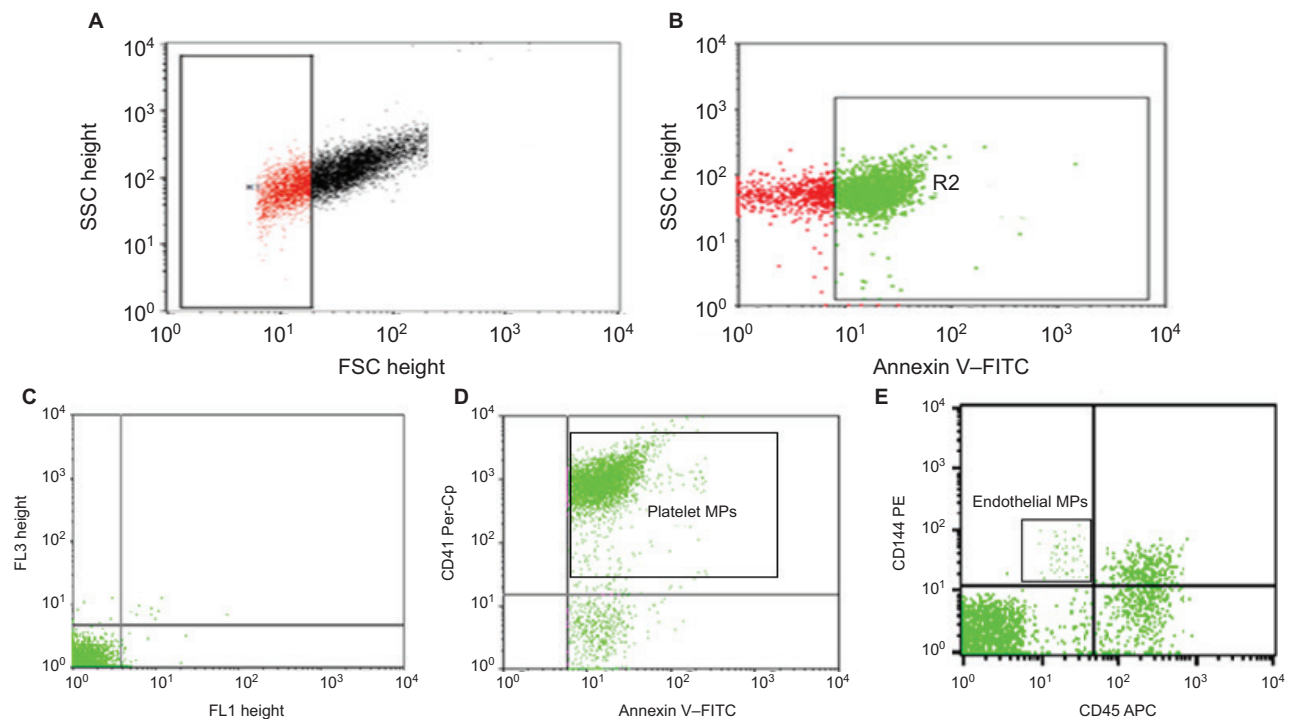 A
SSC height
10⁴
10³
10²
10¹
10⁰
10⁰ 10¹ 10² 10³ 10⁴
FSC height
B
SSC height
10⁴
10³
10²
10¹
10⁰
R2
10⁰ 10¹ 10² 10³ 10⁴
Annexin V–FITC
C
FL3 height
10⁴
10³
10²
10¹
10⁰
10⁰ 10¹ 10² 10³ 10⁴
FL1 height
D
CD41 Per-Cp
10⁴
10³
10²
10¹
10⁰
Platelet MPs
10⁰ 10¹ 10² 10³ 10⁴
Annexin V–FITC
E
CD144 PE
10⁴
10³
10²
10¹
10⁰
Endothelial MPs
10⁰ 10¹ 10² 10³ 10⁴
CD45 APC